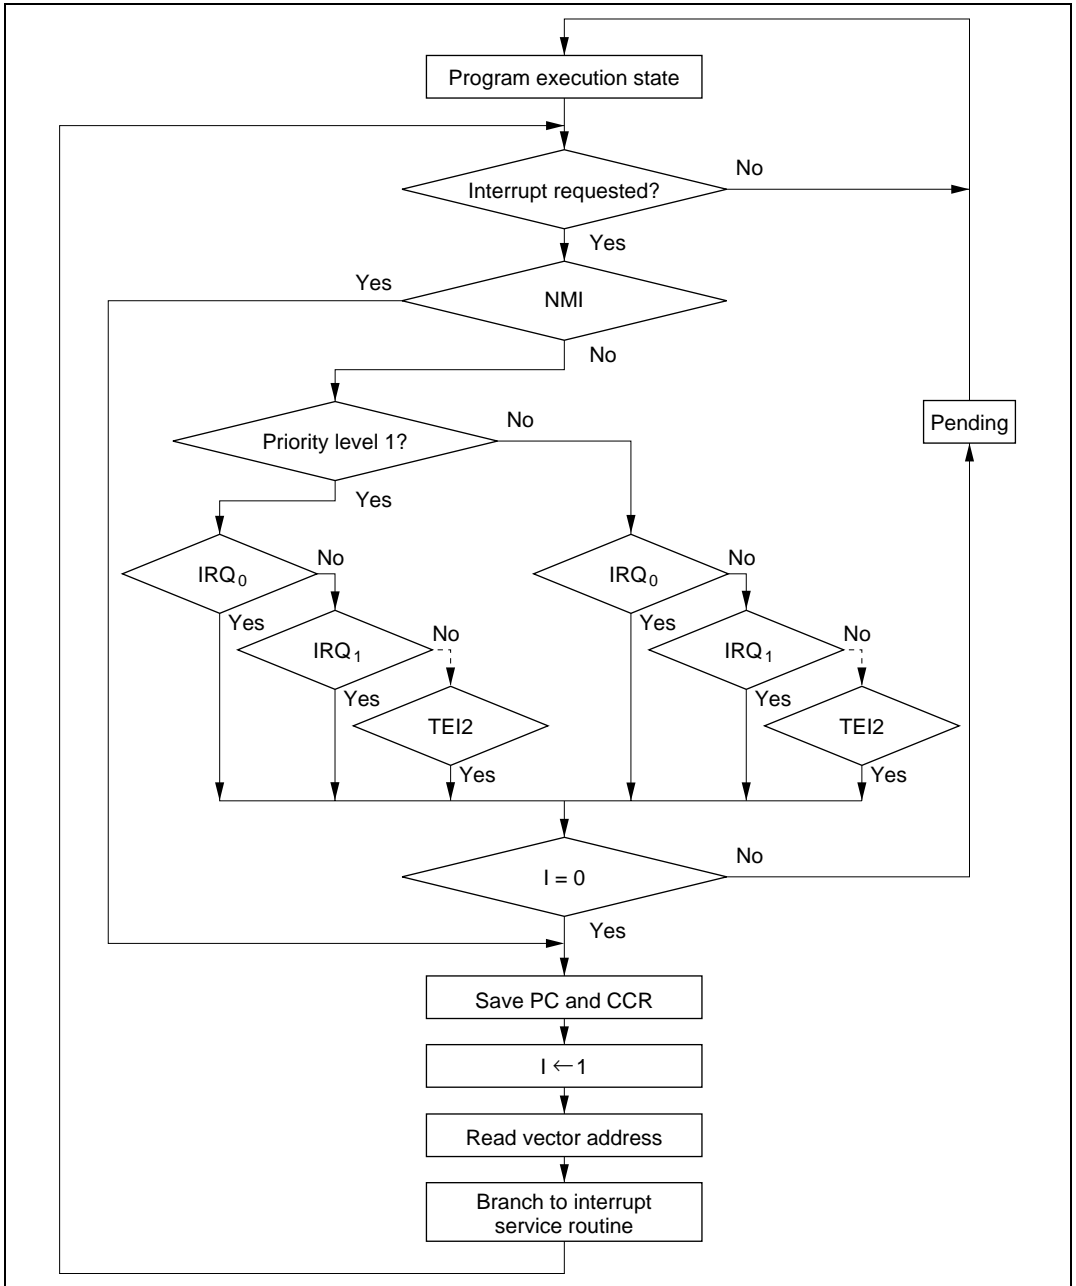 Program execution state
No
Interrupt requested?
Yes
Yes
NMI
No
No
Pending
Priority level 1?
Yes
No
No
IRQ0
IRQ0
Yes
No
Yes
No
IRQ1
IRQ1
Yes
Yes
TEI2
TEI2
Yes
Yes
No
I = 0
Yes
Save PC and CCR
I ← 1
Read vector address
Branch to interrupt
service routine